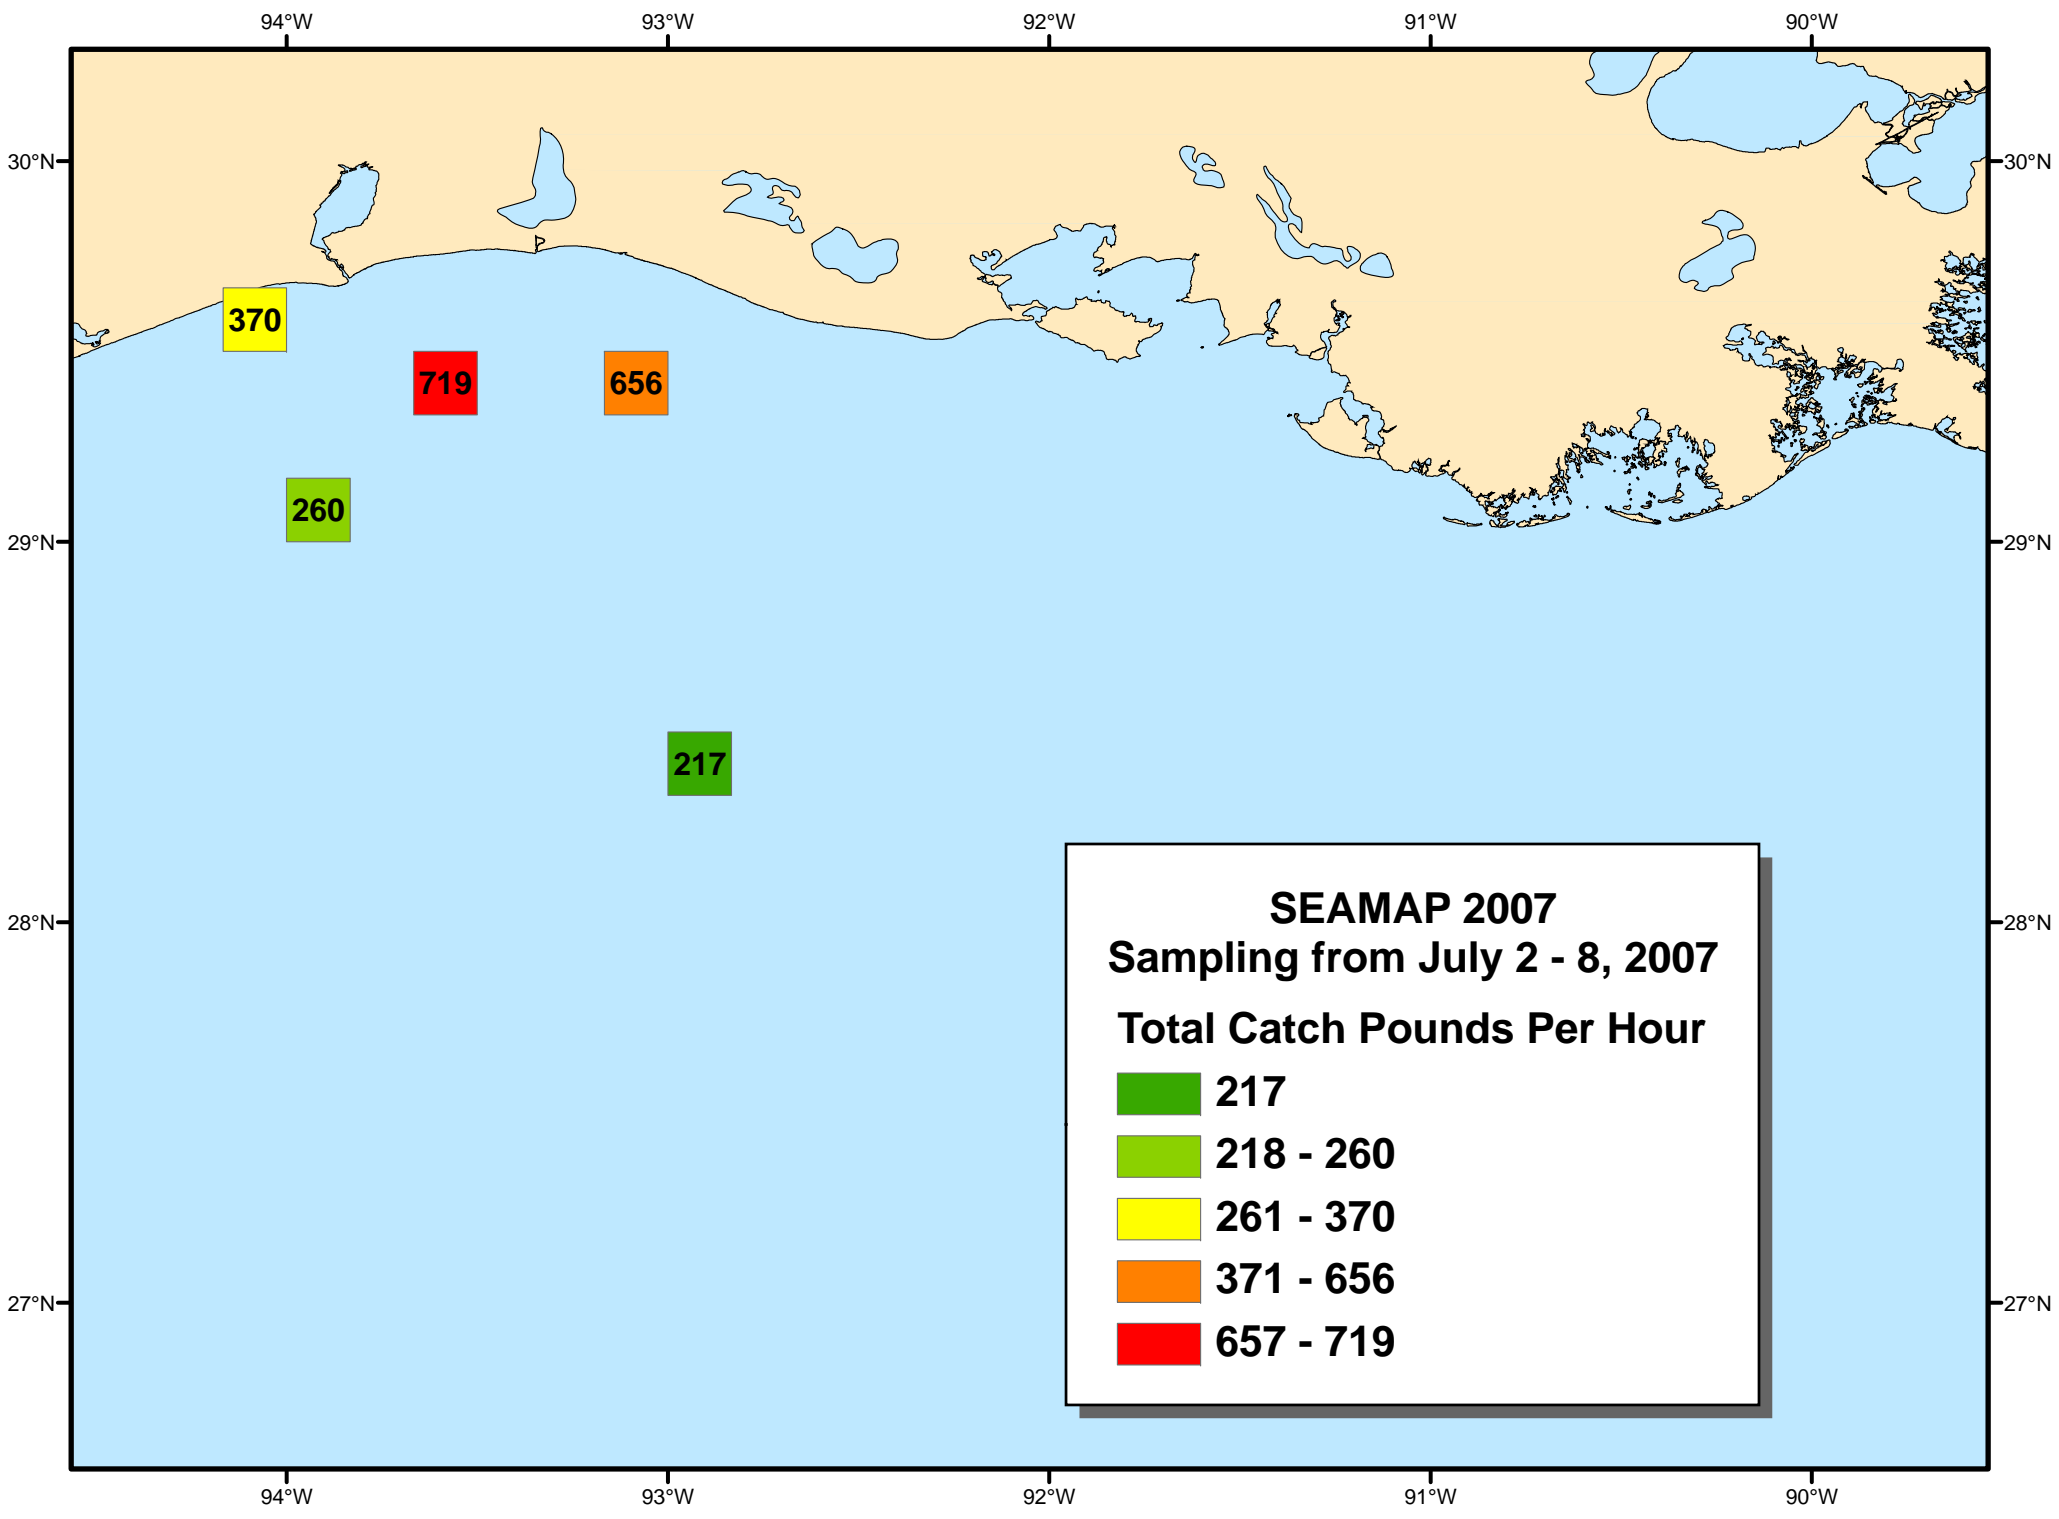 94°W 93°W 92°W 91°W 90°W
30°N 30°N
370
719 656
260
29°N 29°N
217
SEAMAP 2007
28°N 28°N
Sampling from July 2 - 8, 2007
Total Catch Pounds Per Hour
217
218 - 260
261 - 370
371 - 656
27°N 27°N
657 - 719
94°W 93°W 92°W 91°W 90°W